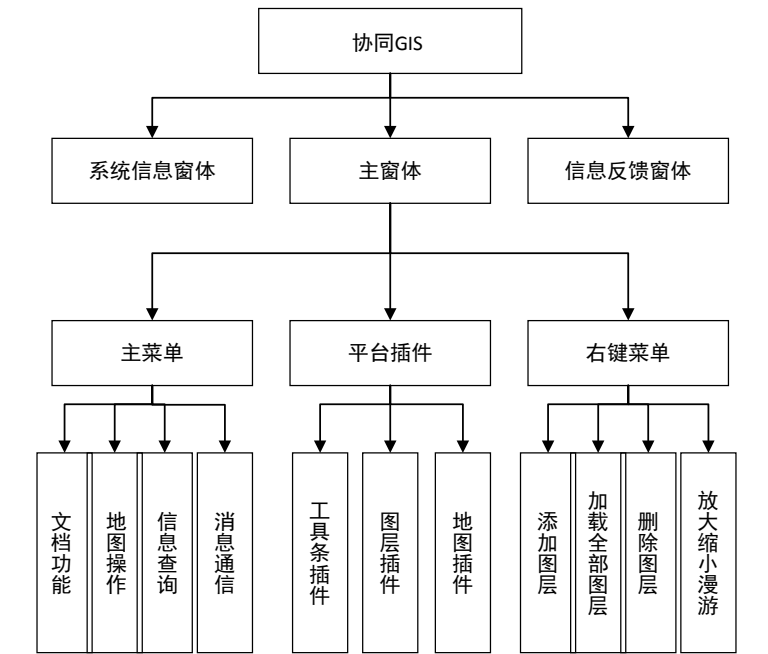 协同GIS
系统信息窗体
主窗体
信息反馈窗体
主菜单
平台插件
右键菜单
文档功能
地图操作
信息查询
消息通信
工具条插件
图层插件
地图插件
添加图层
加载全部图层
删除图层
放大缩小漫游